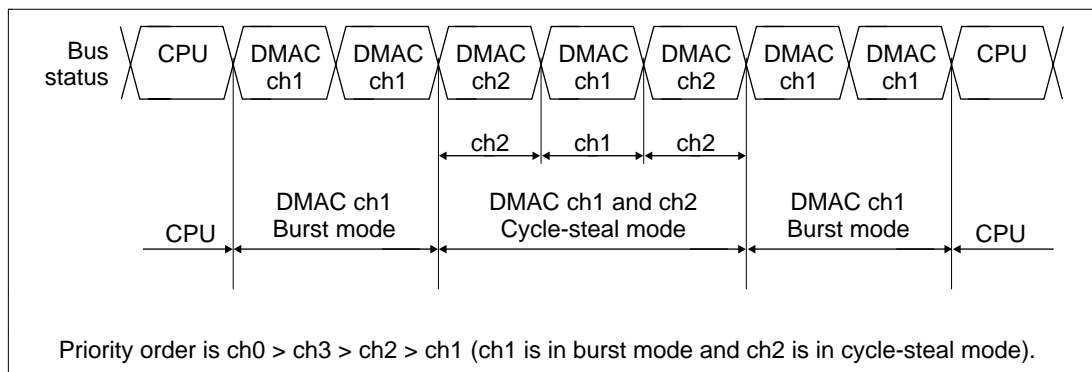 Bus status
CPU
DMAC ch1
DMAC ch1
DMAC ch2
DMAC ch1
DMAC ch2
DMAC ch1
DMAC ch1
CPU
ch2
ch1
ch2
CPU
DMAC ch1
Burst mode
DMAC ch1 and ch2
Cycle-steal mode
DMAC ch1
Burst mode
CPU
Priority order is ch0 > ch3 > ch2 > ch1 (ch1 is in burst mode and ch2 is in cycle-steal mode).